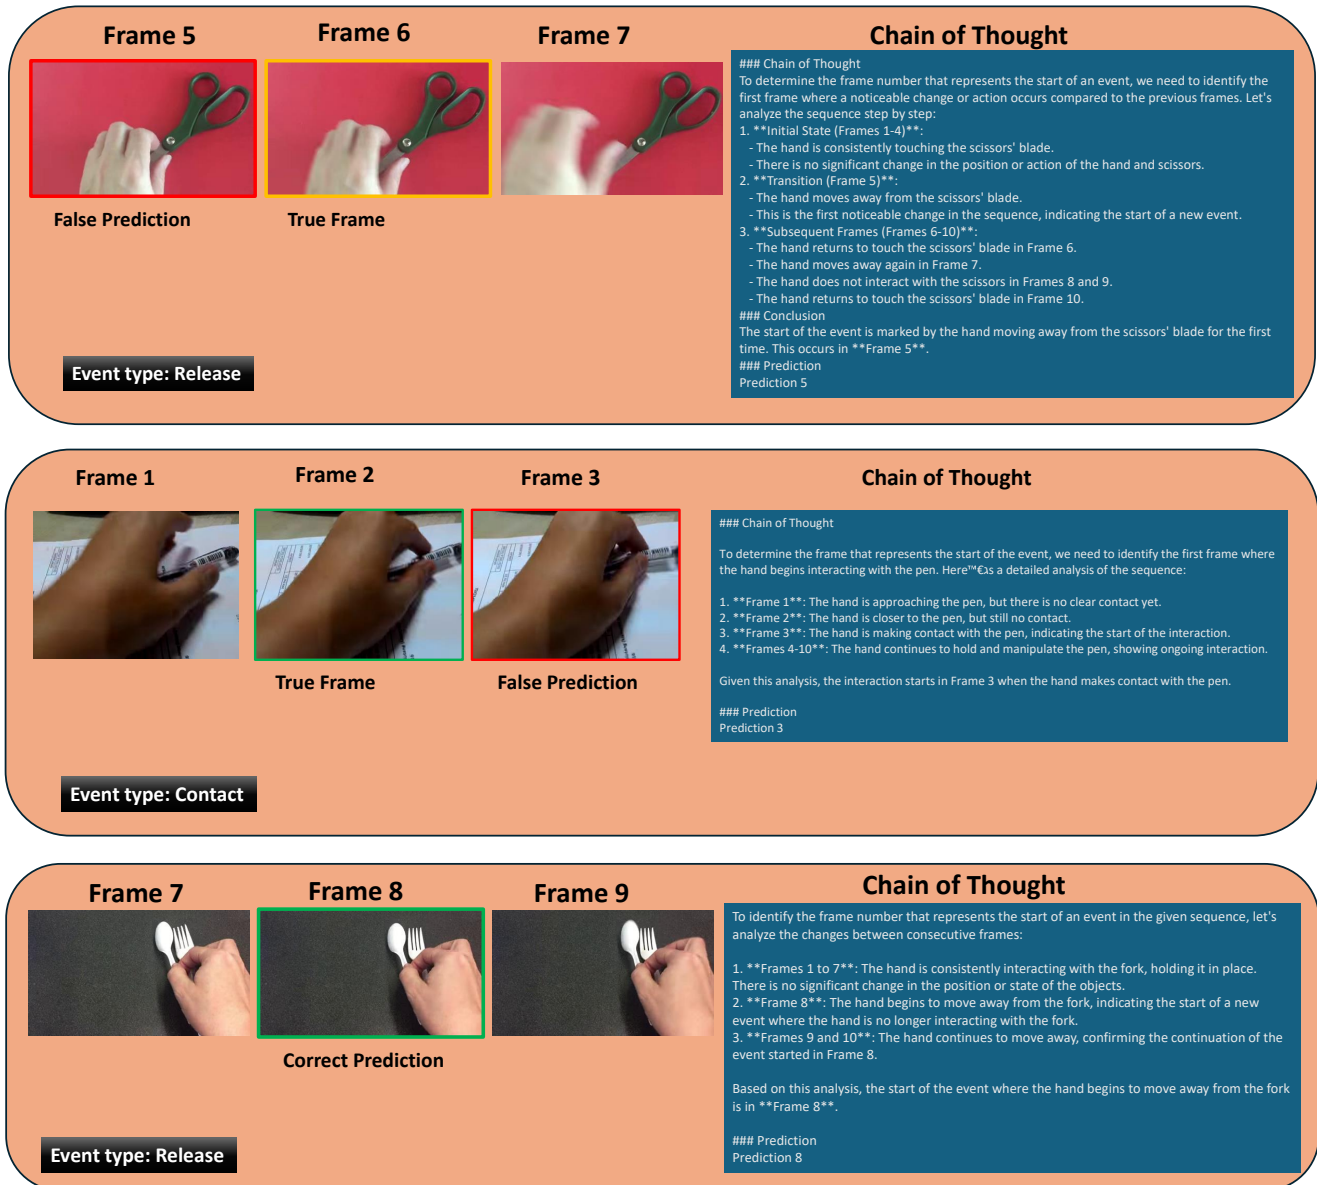 Frame 5
Frame 6
Frame 7
Chain of Thought
### Chain of Thought
To determine the frame number that represents the start of an event, we need to identify the
first frame where a noticeable change or action occurs compared to the previous frames. Let's
analyze the sequence step by step:
1. **Initial State (Frames 1-4)**:
- The hand is consistently touching the scissors' blade.
- There is no significant change in the position or action of the hand and scissors.
2. **Transition (Frame 5)**:
- The hand moves away from the scissors' blade.
- This is the first noticeable change in the sequence, indicating the start of a new event.
3. **Subsequent Frames (Frames 6-10)**:
- The hand returns to touch the scissors' blade in Frame 6.
- The hand moves away again in Frame 7.
- The hand does not interact with the scissors in Frames 8 and 9.
- The hand returns to touch the scissors' blade in Frame 10.
### Conclusion
The start of the event is marked by the hand moving away from the scissors' blade for the first
time. This occurs in **Frame 5**.
### Prediction
Prediction 5
False Prediction
True Frame
Event type: Release
Frame 1
Frame 2
Frame 3
Chain of Thought
### Chain of Thought
To determine the frame that represents the start of the event, we need to identify the first frame where
the hand begins interacting with the pen. Here™€ s a detailed analysis of the sequence:
1. **Frame 1**: The hand is approaching the pen, but there is no clear contact yet.
2. **Frame 2**: The hand is closer to the pen, but still no contact.
3. **Frame 3**: The hand is making contact with the pen, indicating the start of the interaction.
4. **Frames 4-10**: The hand continues to hold and manipulate the pen, showing ongoing interaction.
Given this analysis, the interaction starts in Frame 3 when the hand makes contact with the pen.
### Prediction
Prediction 3
True Frame
False Prediction
Event type: Contact
Frame 7
Frame 8
Frame 9
Chain of Thought
To identify the frame number that represents the start of an event in the given sequence, let's
analyze the changes between consecutive frames:
1. **Frames 1 to 7**: The hand is consistently interacting with the fork, holding it in place.
There is no significant change in the position or state of the objects.
2. **Frame 8**: The hand begins to move away from the fork, indicating the start of a new
event where the hand is no longer interacting with the fork.
3. **Frames 9 and 10**: The hand continues to move away, confirming the continuation of the
event started in Frame 8.
Based on this analysis, the start of the event where the hand begins to move away from the fork
is in **Frame 8**.
### Prediction
Prediction 8
Correct Prediction
Event type: Release